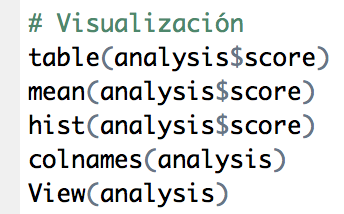 # Visualización
table(analysis$score)
mean(analysis$score)
hist(analysis$score)
colnames(analysis)
View(analysis)